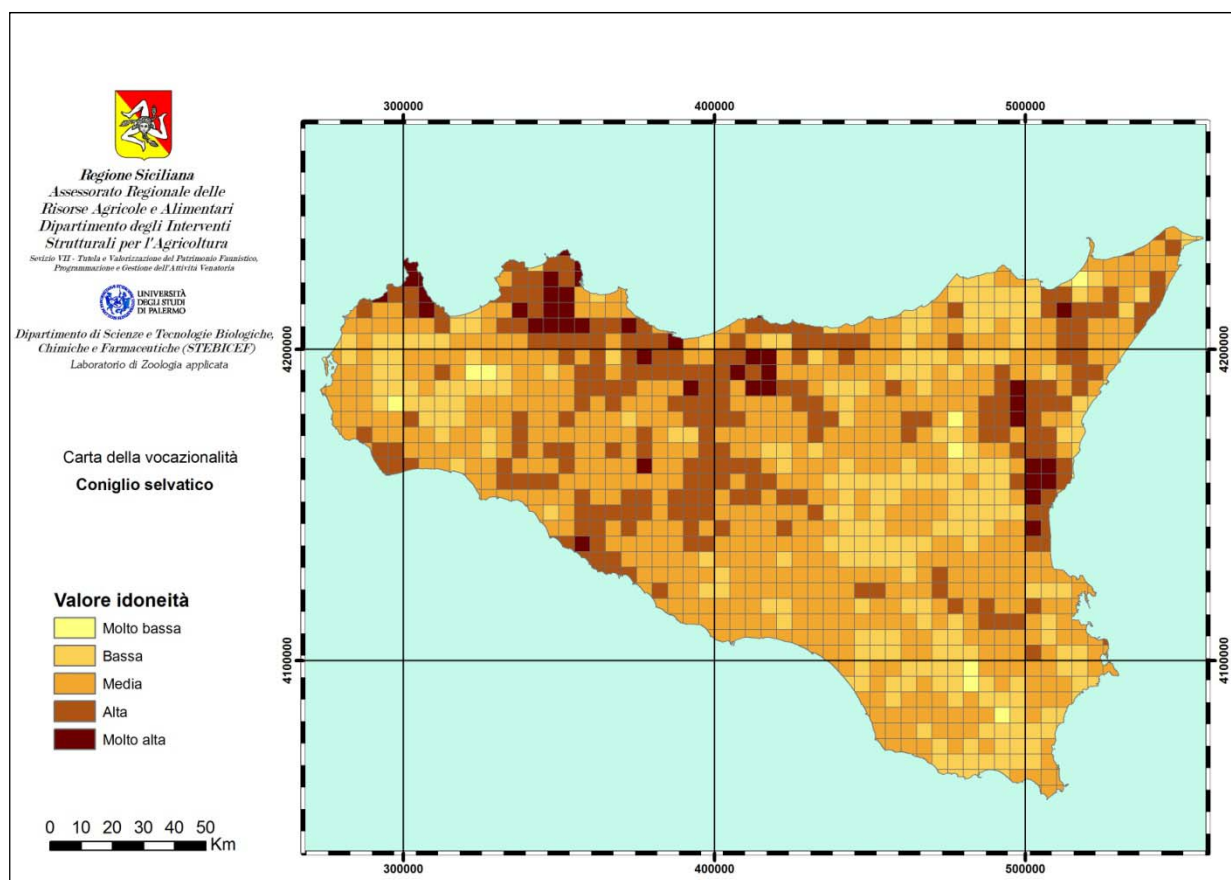 Regione Siciliana
Assessorato Regionale delle
Risorse Agricole e Alimentari
Dipartimento degli Interventi
Strutturali per l'Agricoltura
Sevizio VII - Tutela e Valorizzazione del Patrimonio Faunistico,
Programmazione e Gestione dell'Attività Venatoria
UNIVERSITÀ
DEGLI STUDI
DI PALERMO
Dipartimento di Scienze e Tecnologie Biologiche,
Chimiche e Farmaceutiche (STEBICEF)
Laboratorio di Zoologia applicata
Carta della vocazionalità
Coniglio selvatico
Valore idoneità
Molto bassa
Bassa
Media
Alta
Molto alta
0 10 20 30 40 50
Km
300000 400000 500000
4200000 4200000
4100000 4100000
300000 400000 500000